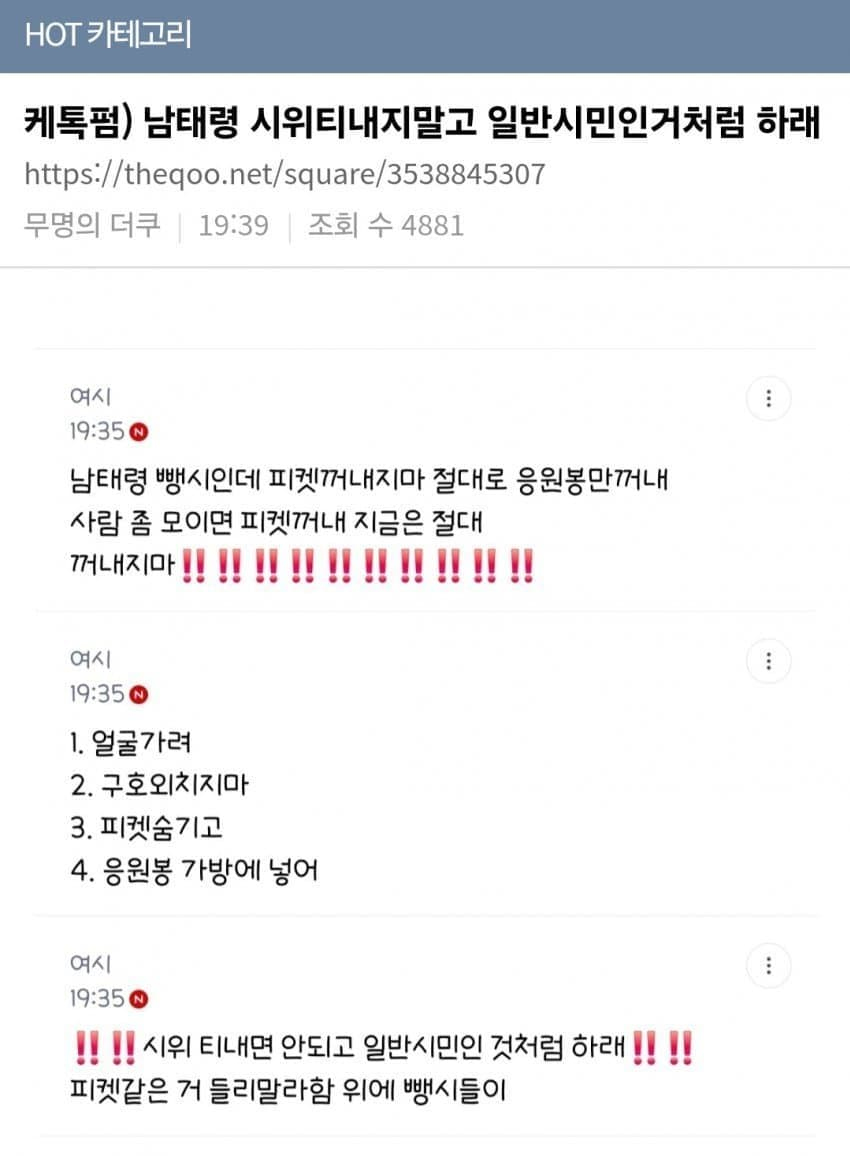 HOT 카테고리
케톡펌) 남태령 시위티내지말고 일반시민인거처럼 하래
https://theqoo.net/square/3538845307
무명의 더쿠 | 19:39 | 조회 수 4881
여시
19:35 N
남태령 뺑시인데 피켓꺼내지마 절대로 응원봉만꺼내
사람 좀 모이면 피켓꺼내 지금은 절대
꺼내지마‼️‼️‼️‼️‼️‼️‼️‼️‼️‼️
여시
19:35 N
1. 얼굴가려
2. 구호외치지마
3. 피켓숨기고
4. 응원봉 가방에 넣어
여시
19:35 N
‼️‼️시위 티내면 안되고 일반시민인 것처럼 하래‼️‼️
피켓같은 거 들리말라함 위에 뺑시들이